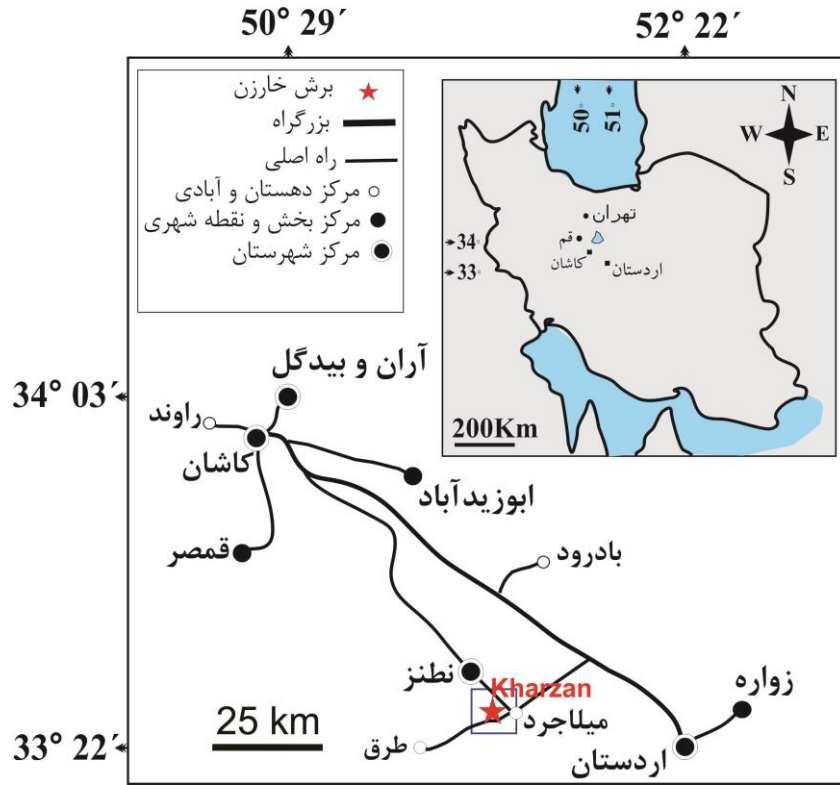 50° 29´
52° 22´
برش خارزن
بزرگراه
راه اصلی
مرکز دهستان و آبادی
مرکز بخش و نقطه شهری
مرکز شهرستان
50°
51°
N
W
E
S
تهران
34°
قم
کاشان
اردستان
33°
200Km
34° 03´
آران و بیدگل
راوند
کاشان
ابوزیدآباد
قمصر
بادرود
نطنز
Kharzan
زواره
میلاجرد
25 km
طرق
33° 22´
اردستان